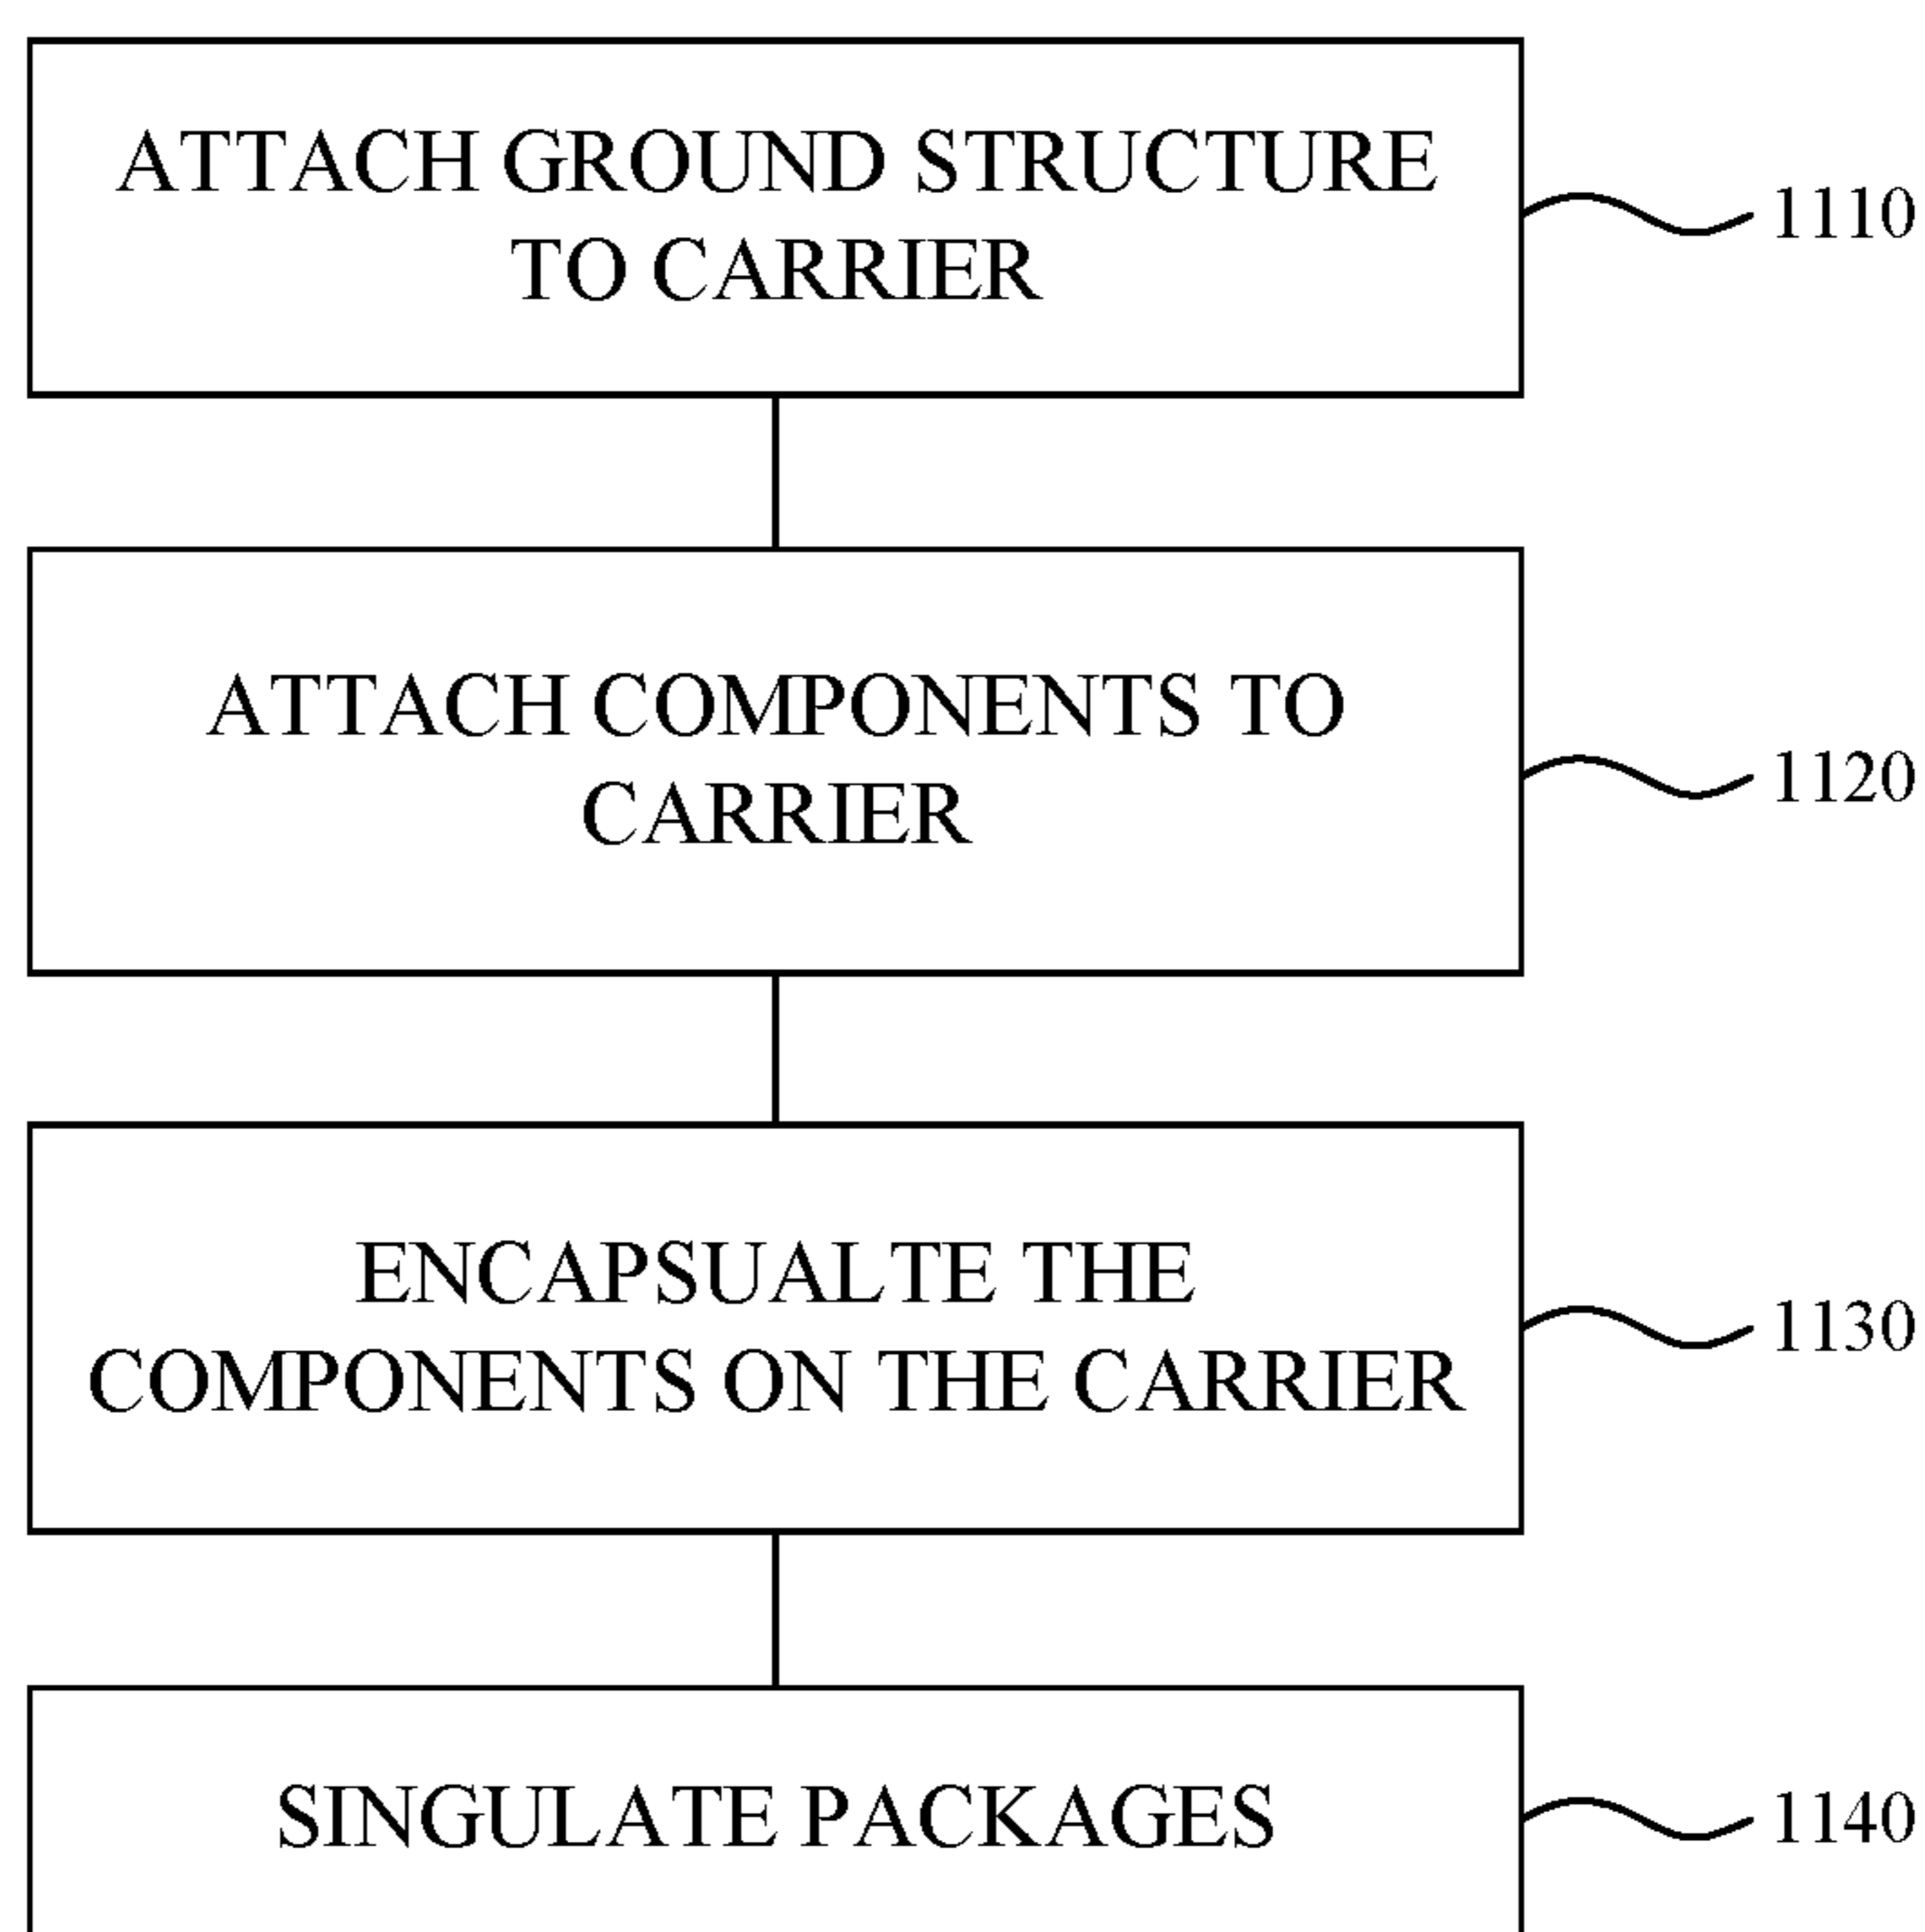 ATTACH GROUND STRUCTURE
TO CARRIER
1110
ATTACH COMPONENTS TO
CARRIER
1120
ENCAPSUALTE THE
COMPONENTS ON THE CARRIER
1130
SINGULATE PACKAGES
1140